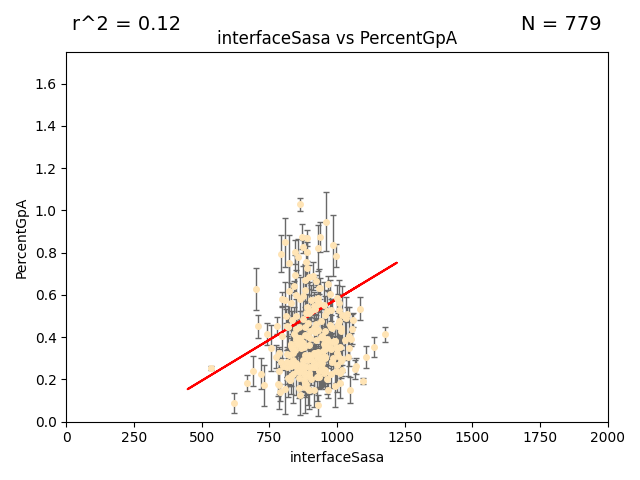 r^2 = 0.12
N = 779
interfaceSasa vs PercentGpA
PercentGpA
1.6
1.4
1.2
1.0
0.8
0.6
0.4
0.2
0.0
0 250 500 750 1000 1250 1500 1750 2000
interfaceSasa